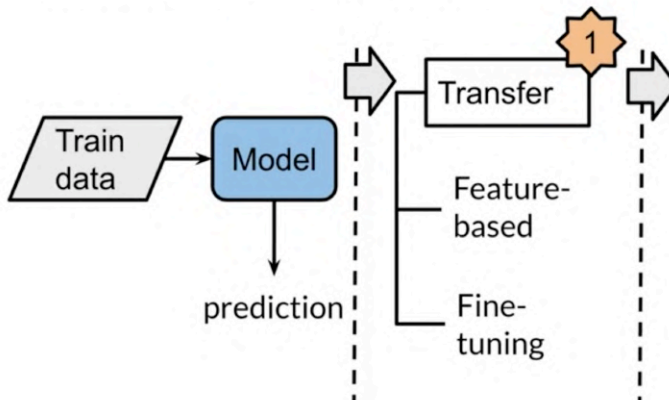 Train
data
Model
prediction
1
Transfer
Feature-
based
Fine-
tuning